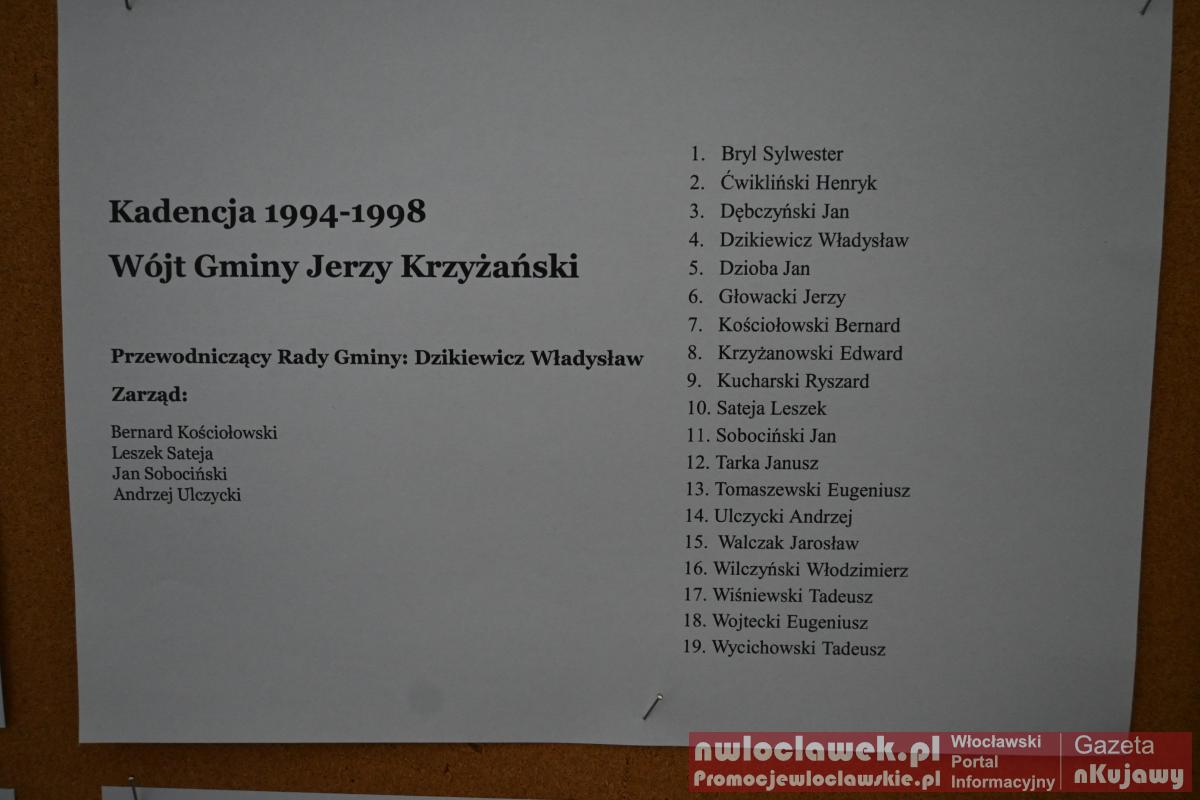 Kadencja 1994-1998
Wójt Gminy Jerzy Krzyżański
Przewodniczący Rady Gminy: Dzikiewicz Władysław
Zarząd:
Bernard Kościołowski
Leszek Sateja
Jan Sobociński
Andrzej Ulczycki
1. Bryl Sylwester
2. Ćwikliński Henryk
3. Dębczyński Jan
4. Dzikiewicz Władysław
5. Dzioba Jan
6. Głowacki Jerzy
7. Kościołowski Bernard
8. Krzyżanowski Edward
9. Kucharski Ryszard
10. Sateja Leszek
11. Sobociński Jan
12. Tarka Janusz
13. Tomaszewski Eugeniusz
14. Ulczycki Andrzej
15. Walczak Jarosław
16. Wilczyński Włodzimierz
17. Wiśniewski Tadeusz
18. Wojtecki Eugeniusz
19. Wycichowski Tadeusz
nwloclawek.pl
Promocjewloclawskie.pl
Włocławski
Portal
Informacyjny
Gazeta
nKujawy